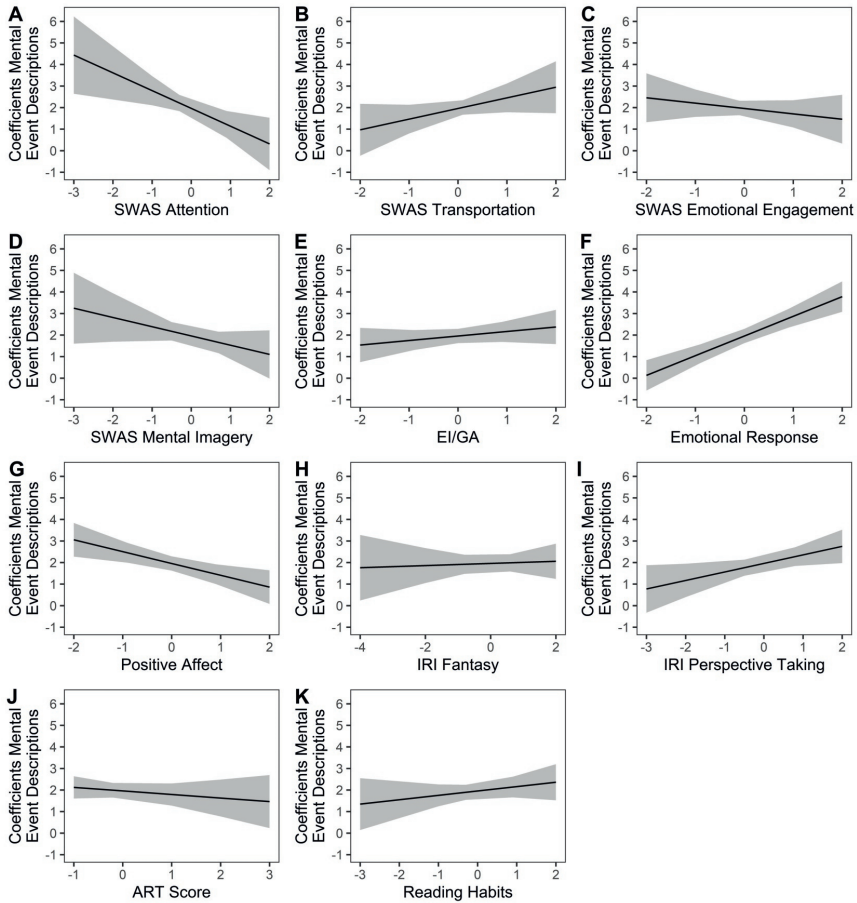 A
B
C
Coefficients Mental
Event Descriptions
6
5
4
3
2
1
0
-1
-3 -2 -1 0 1 2
SWAS Attention
Coefficients Mental
Event Descriptions
6
5
4
3
2
1
0
-1
-2 -1 0 1 2
SWAS Transportation
Coefficients Mental
Event Descriptions
6
5
4
3
2
1
0
-1
-2 -1 0 1 2
SWAS Emotional Engagement
D
E
F
Coefficients Mental
Event Descriptions
6
5
4
3
2
1
0
-1
-3 -2 -1 0 1 2
SWAS Mental Imagery
Coefficients Mental
Event Descriptions
6
5
4
3
2
1
0
-1
-2 -1 0 1 2
EI/GA
Coefficients Mental
Event Descriptions
6
5
4
3
2
1
0
-1
-2 -1 0 1 2
Emotional Response
G
H
I
Coefficients Mental
Event Descriptions
6
5
4
3
2
1
0
-1
-2 -1 0 1 2
Positive Affect
Coefficients Mental
Event Descriptions
6
5
4
3
2
1
0
-1
-4 -2 0 2
IRI Fantasy
Coefficients Mental
Event Descriptions
6
5
4
3
2
1
0
-1
-3 -2 -1 0 1 2
IRI Perspective Taking
J
K
Coefficients Mental
Event Descriptions
6
5
4
3
2
1
0
-1
-1 0 1 2 3
ART Score
Coefficients Mental
Event Descriptions
6
5
4
3
2
1
0
-1
-3 -2 -1 0 1 2
Reading Habits